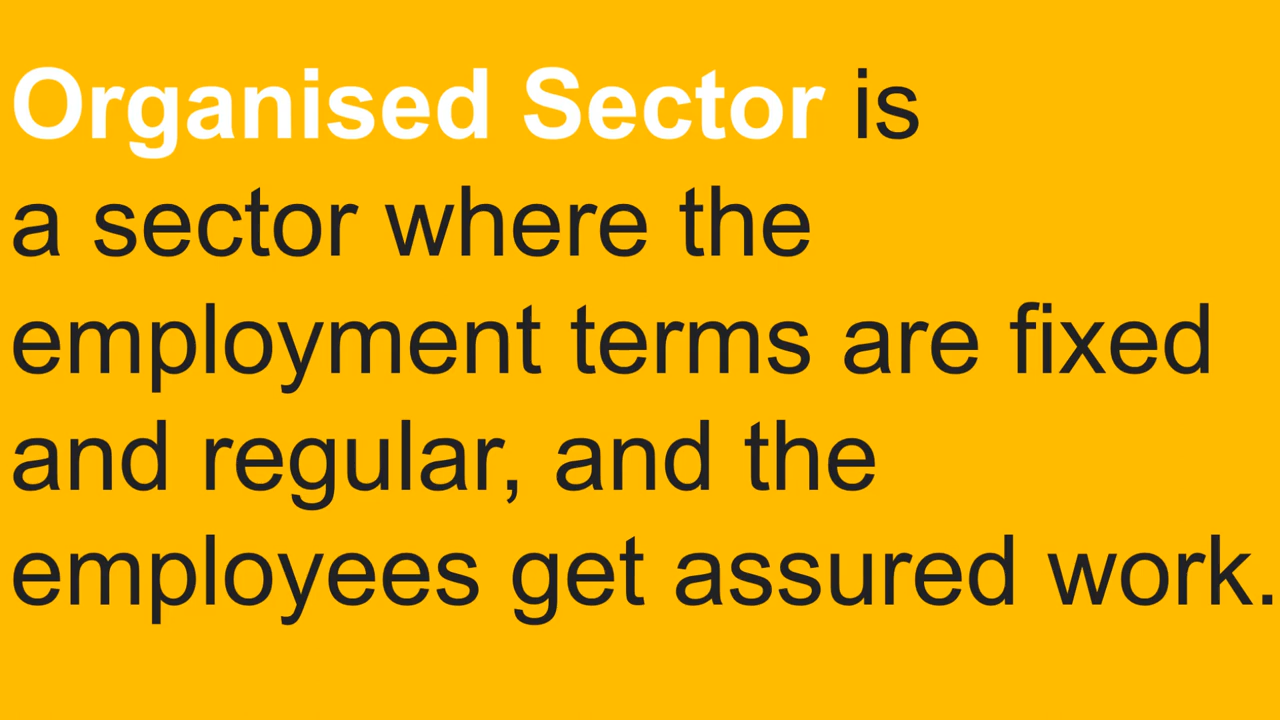 Organised Sector is
a sector where the
employment terms are fixed
and regular, and the
employees get assured work.